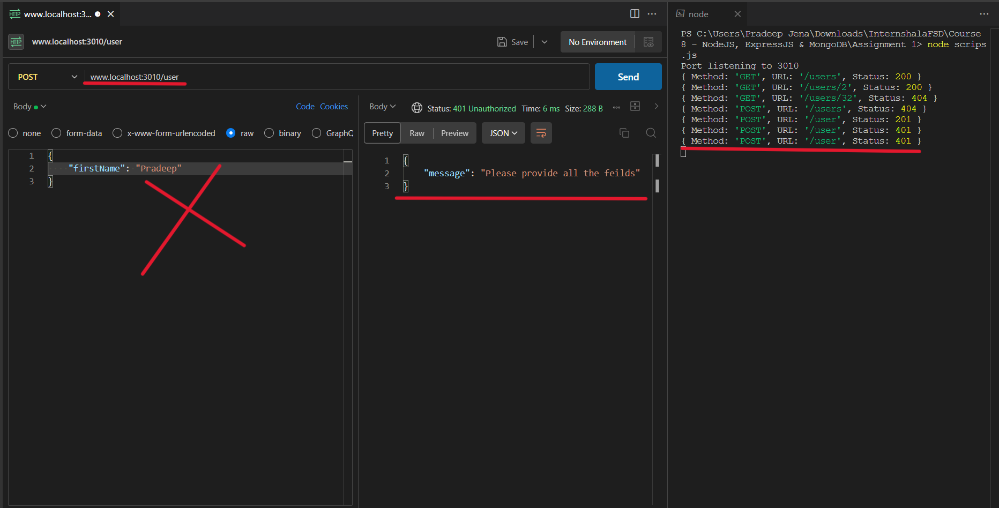 www.localhost:3...
node
www.localhost:3010/user
Save
No Environment
POST
www.localhost:3010/user
Send
Body
Code
Cookies
none
form-data
x-www-form-urlencoded
raw
binary
GraphQ
1 {
2 "firstName": "Pradeep"
3 }
Body
Status: 401 Unauthorized Time: 6 ms Size: 288 B
Pretty
Raw
Preview
JSON
1 {
2 "message": "Please provide all the feilds"
3 }
PS C:\Users\Pradeep Jena\Downloads\InternshalaFSD\Course
8 - NodeJS, ExpressJS & MongoDB\Assignment 1> node scrips
.js
Port listening to 3010
{ Method: 'GET', URL: '/users', Status: 200 }
{ Method: 'GET', URL: '/users/2', Status: 200 }
{ Method: 'GET', URL: '/users/32', Status: 404 }
{ Method: 'POST', URL: '/users', Status: 404 }
{ Method: 'POST', URL: '/user', Status: 201 }
{ Method: 'POST', URL: '/user', Status: 401 }
{ Method: 'POST', URL: '/user', Status: 401 }